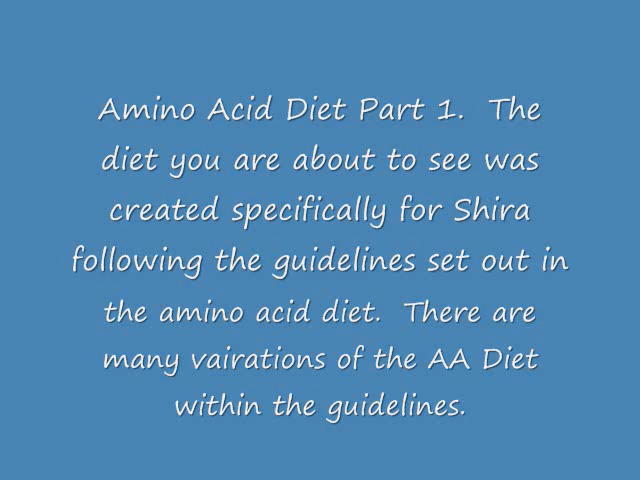 Amino Acid Diet Part 1.  The
diet you are about to see was
created specifically for Shira
following the guidelines set out in
the amino acid diet.  There are
many vairations of the AA Diet
within the guidelines.